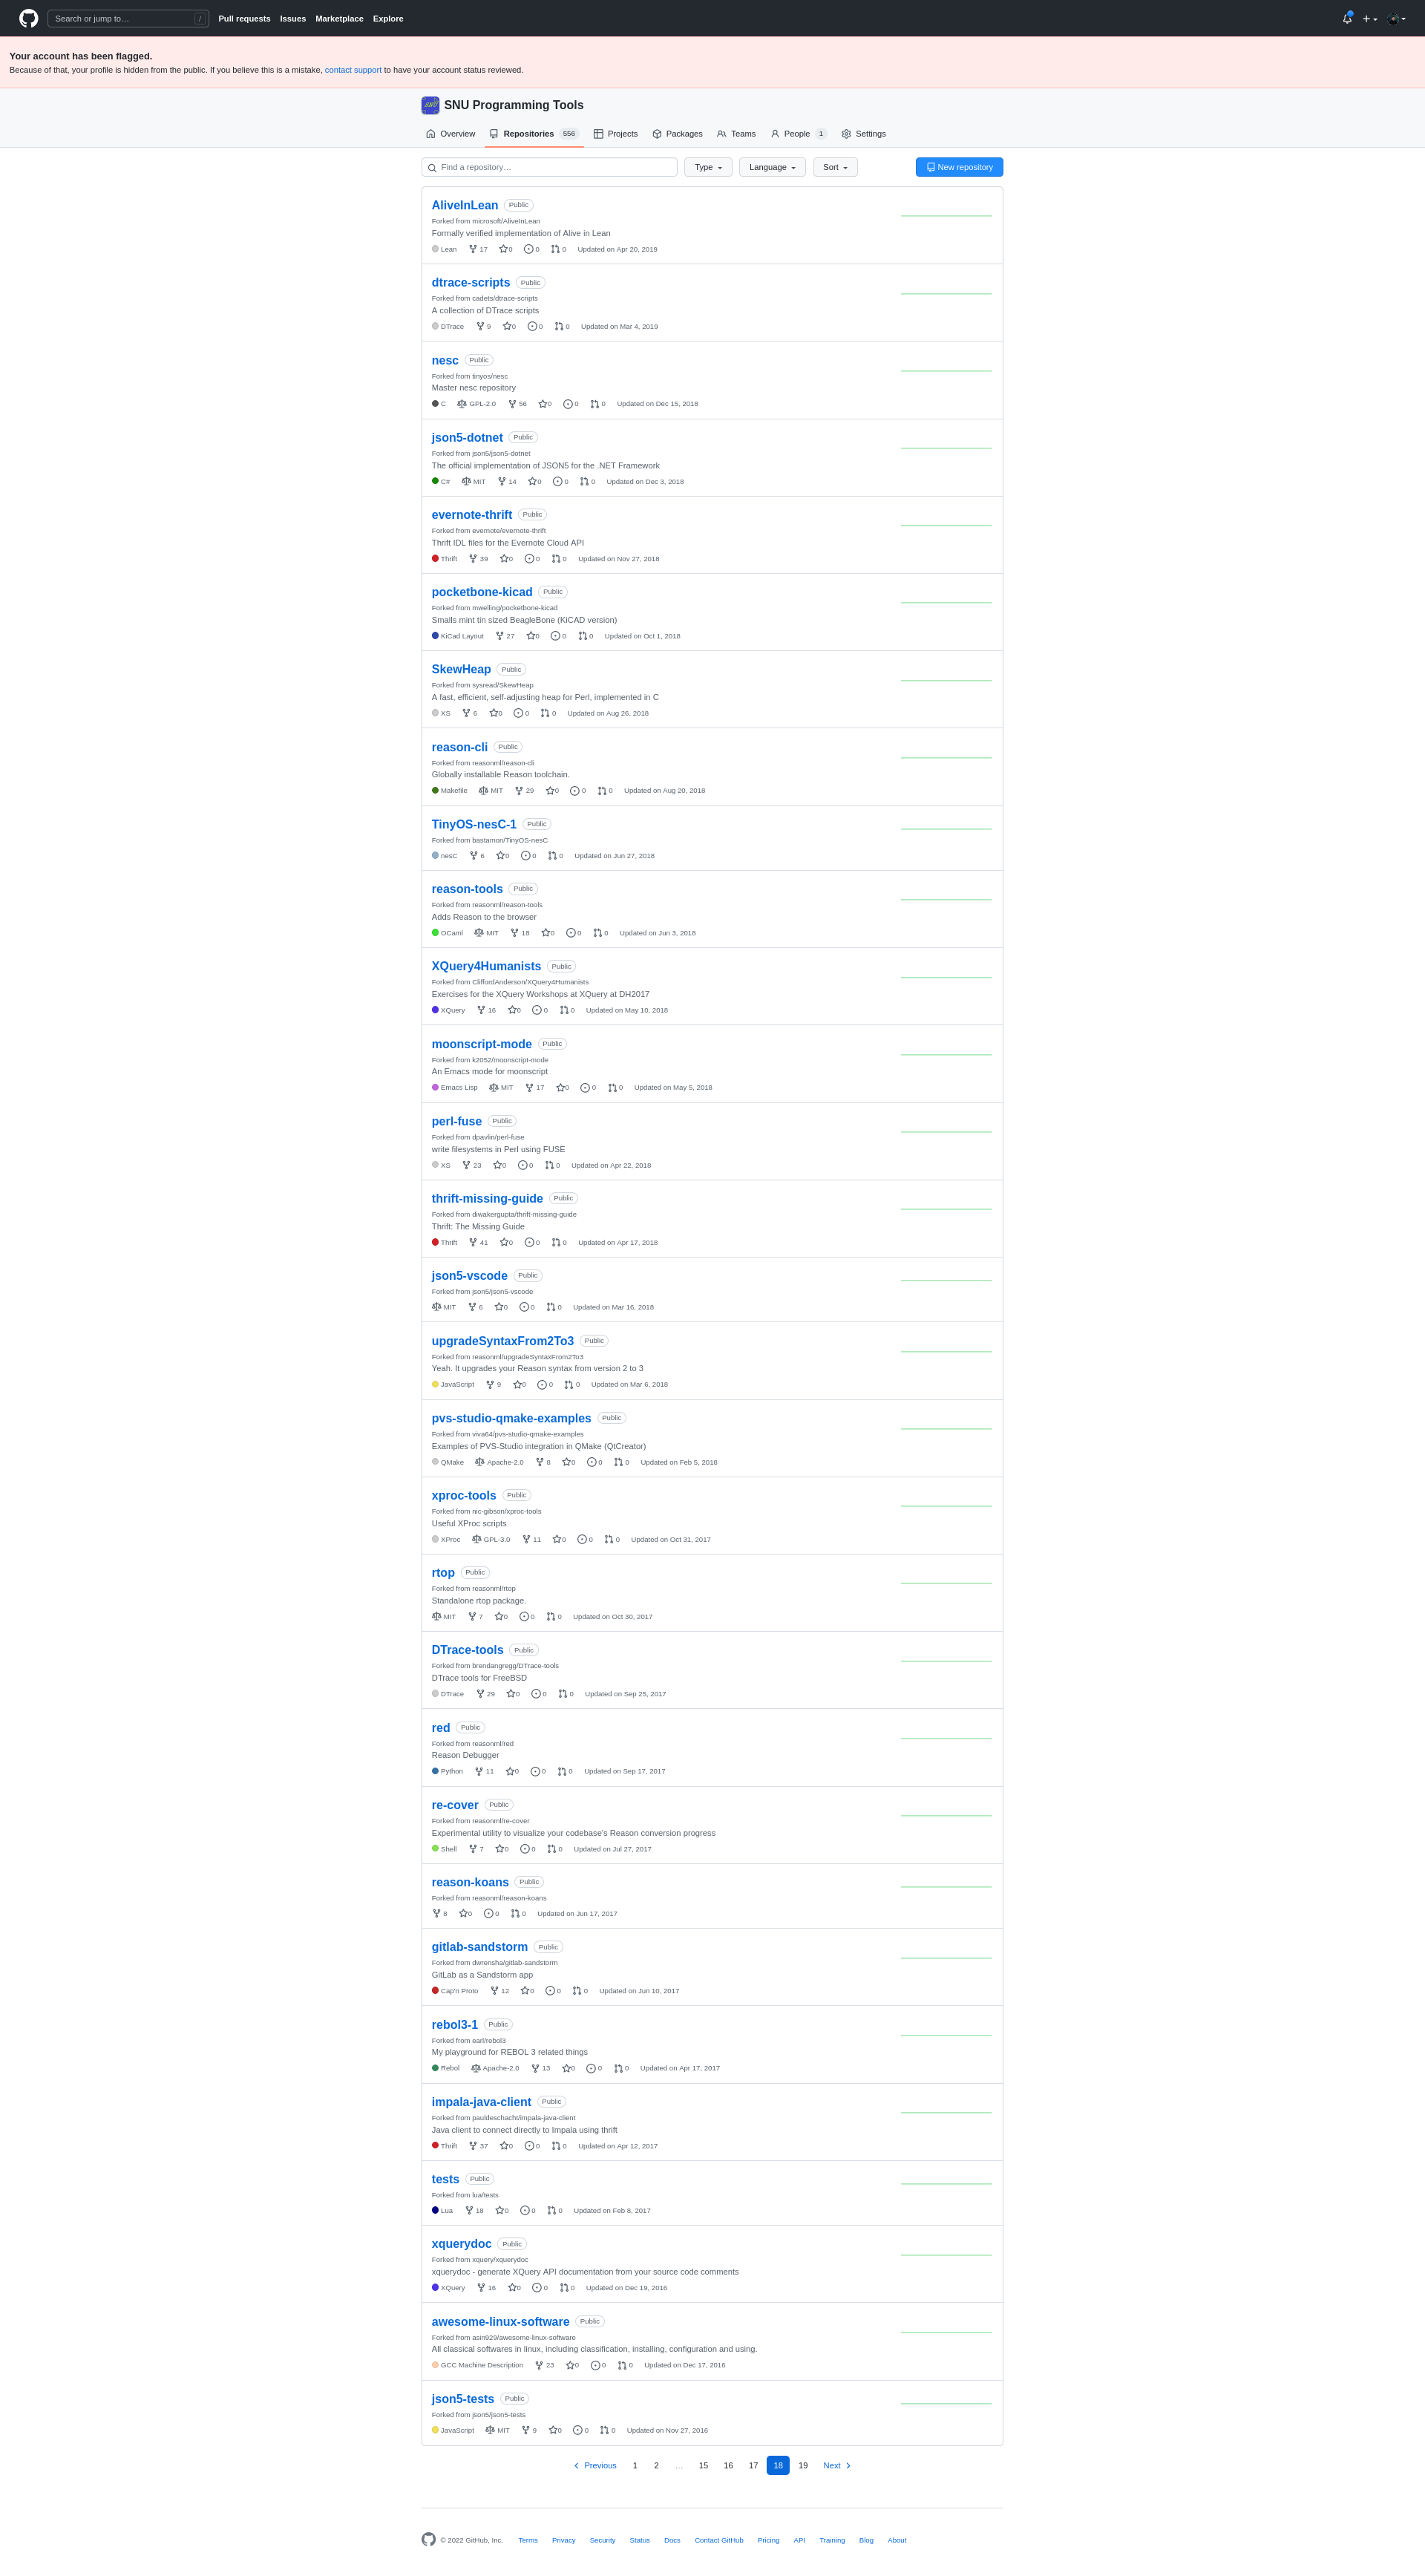 Search or jump to…
/
Pull requests
Issues
Marketplace
Explore
Your account has been flagged.
Because of that, your profile is hidden from the public. If you believe this is a mistake, contact support to have your account status reviewed.
SNU Programming Tools
Overview
Repositories 556
Projects
Packages
Teams
People 1
Settings
Find a repository…
Type
Language
Sort
New repository
AliveInLean Public
Forked from microsoft/AliveInLean
Formally verified implementation of Alive in Lean
Lean 17 0 0 0 Updated on Apr 20, 2019
dtrace-scripts Public
Forked from cadets/dtrace-scripts
A collection of DTrace scripts
DTrace 9 0 0 0 Updated on Mar 4, 2019
nesc Public
Forked from tinyos/nesc
Master nesc repository
C GPL-2.0 56 0 0 0 Updated on Dec 15, 2018
json5-dotnet Public
Forked from json5/json5-dotnet
The official implementation of JSON5 for the .NET Framework
C# MIT 14 0 0 0 Updated on Dec 3, 2018
evernote-thrift Public
Forked from evernote/evernote-thrift
Thrift IDL files for the Evernote Cloud API
Thrift 39 0 0 0 Updated on Nov 27, 2018
pocketbone-kicad Public
Forked from mwelling/pocketbone-kicad
Smalls mint tin sized BeagleBone (KiCAD version)
KiCad Layout 27 0 0 0 Updated on Oct 1, 2018
SkewHeap Public
Forked from sysread/SkewHeap
A fast, efficient, self-adjusting heap for Perl, implemented in C
XS 6 0 0 0 Updated on Aug 26, 2018
reason-cli Public
Forked from reasonml/reason-cli
Globally installable Reason toolchain.
Makefile MIT 29 0 0 0 Updated on Aug 20, 2018
TinyOS-nesC-1 Public
Forked from bastamon/TinyOS-nesC
nesC 6 0 0 0 Updated on Jun 27, 2018
reason-tools Public
Forked from reasonml/reason-tools
Adds Reason to the browser
OCaml MIT 18 0 0 0 Updated on Jun 3, 2018
XQuery4Humanists Public
Forked from CliffordAnderson/XQuery4Humanists
Exercises for the XQuery Workshops at XQuery at DH2017
XQuery 16 0 0 0 Updated on May 10, 2018
moonscript-mode Public
Forked from k2052/moonscript-mode
An Emacs mode for moonscript
Emacs Lisp MIT 17 0 0 0 Updated on May 5, 2018
perl-fuse Public
Forked from dpavlin/perl-fuse
write filesystems in Perl using FUSE
XS 23 0 0 0 Updated on Apr 22, 2018
thrift-missing-guide Public
Forked from diwakergupta/thrift-missing-guide
Thrift: The Missing Guide
Thrift 41 0 0 0 Updated on Apr 17, 2018
json5-vscode Public
Forked from json5/json5-vscode
MIT 6 0 0 0 Updated on Mar 16, 2018
upgradeSyntaxFrom2To3 Public
Forked from reasonml/upgradeSyntaxFrom2To3
Yeah. It upgrades your Reason syntax from version 2 to 3
JavaScript 9 0 0 0 Updated on Mar 6, 2018
pvs-studio-qmake-examples Public
Forked from viva64/pvs-studio-qmake-examples
Examples of PVS-Studio integration in QMake (QtCreator)
QMake Apache-2.0 8 0 0 0 Updated on Feb 5, 2018
xproc-tools Public
Forked from nic-gibson/xproc-tools
Useful XProc scripts
XProc GPL-3.0 11 0 0 0 Updated on Oct 31, 2017
rtop Public
Forked from reasonml/rtop
Standalone rtop package.
MIT 7 0 0 0 Updated on Oct 30, 2017
DTrace-tools Public
Forked from brendangregg/DTrace-tools
DTrace tools for FreeBSD
DTrace 29 0 0 0 Updated on Sep 25, 2017
red Public
Forked from reasonml/red
Reason Debugger
Python 11 0 0 0 Updated on Sep 17, 2017
re-cover Public
Forked from reasonml/re-cover
Experimental utility to visualize your codebase's Reason conversion progress
Shell 7 0 0 0 Updated on Jul 27, 2017
reason-koans Public
Forked from reasonml/reason-koans
8 0 0 0 Updated on Jun 17, 2017
gitlab-sandstorm Public
Forked from dwrensha/gitlab-sandstorm
GitLab as a Sandstorm app
Cap'n Proto 12 0 0 0 Updated on Jun 10, 2017
rebol3-1 Public
Forked from earl/rebol3
My playground for REBOL 3 related things
Rebol Apache-2.0 13 0 0 0 Updated on Apr 17, 2017
impala-java-client Public
Forked from pauldeschacht/impala-java-client
Java client to connect directly to Impala using thrift
Thrift 37 0 0 0 Updated on Apr 12, 2017
tests Public
Forked from lua/tests
Lua 18 0 0 0 Updated on Feb 8, 2017
xquerydoc Public
Forked from xquery/xquerydoc
xquerydoc - generate XQuery API documentation from your source code comments
XQuery 16 0 0 0 Updated on Dec 19, 2016
awesome-linux-software Public
Forked from asin929/awesome-linux-software
All classical softwares in linux, including classification, installing, configuration and using.
GCC Machine Description 23 0 0 0 Updated on Dec 17, 2016
json5-tests Public
Forked from json5/json5-tests
JavaScript MIT 9 0 0 0 Updated on Nov 27, 2016
Previous 1 2 … 15 16 17 18 19 Next
© 2022 GitHub, Inc. Terms Privacy Security Status Docs Contact GitHub Pricing API Training Blog About